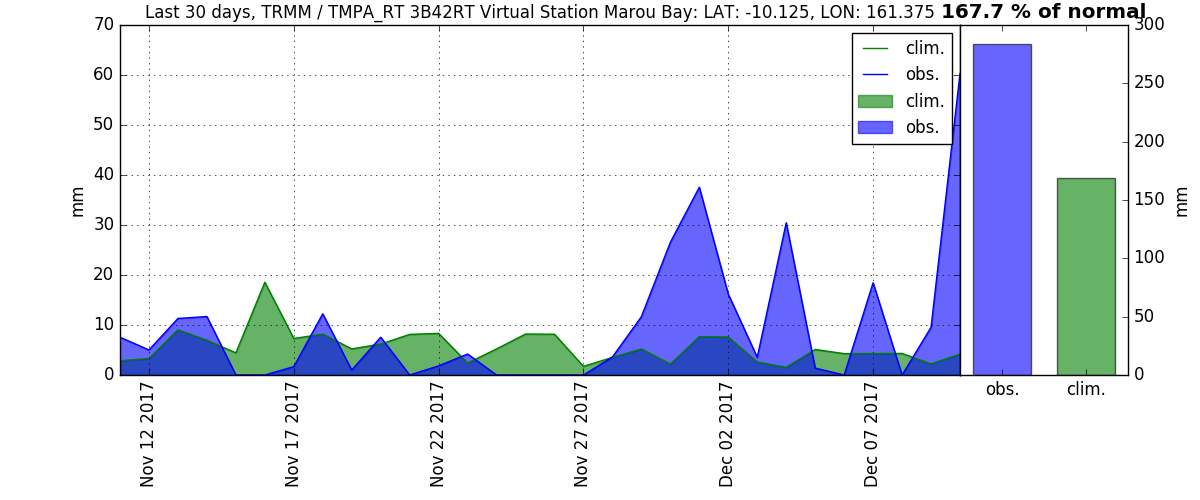 Last 30 days, TRMM / TMPA_RT 3B42RT Virtual Station Marou Bay: LAT: -10.125, LON: 161.375 167.7 % of normal
70
60
50
40
30
20
10
0
mm
clim.
obs.
clim.
obs.
300
250
200
150
100
50
0
mm
Nov 12 2017
Nov 17 2017
Nov 22 2017
Nov 27 2017
Dec 02 2017
Dec 07 2017
obs.
clim.